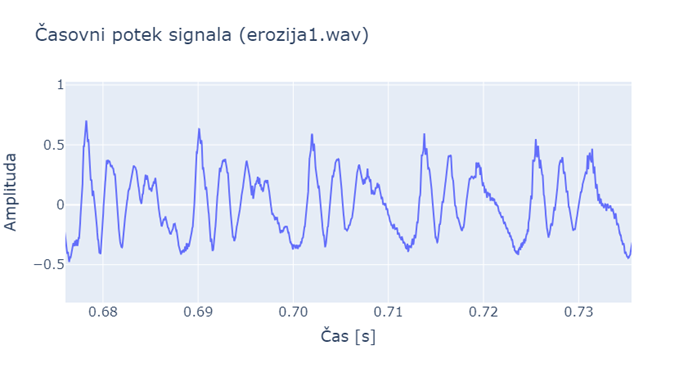 Časovni potek signala (erozija1.wav)
1
0.5
0
−0.5
Amplituda
0.68 0.69 0.70 0.71 0.72 0.73
Čas [s]